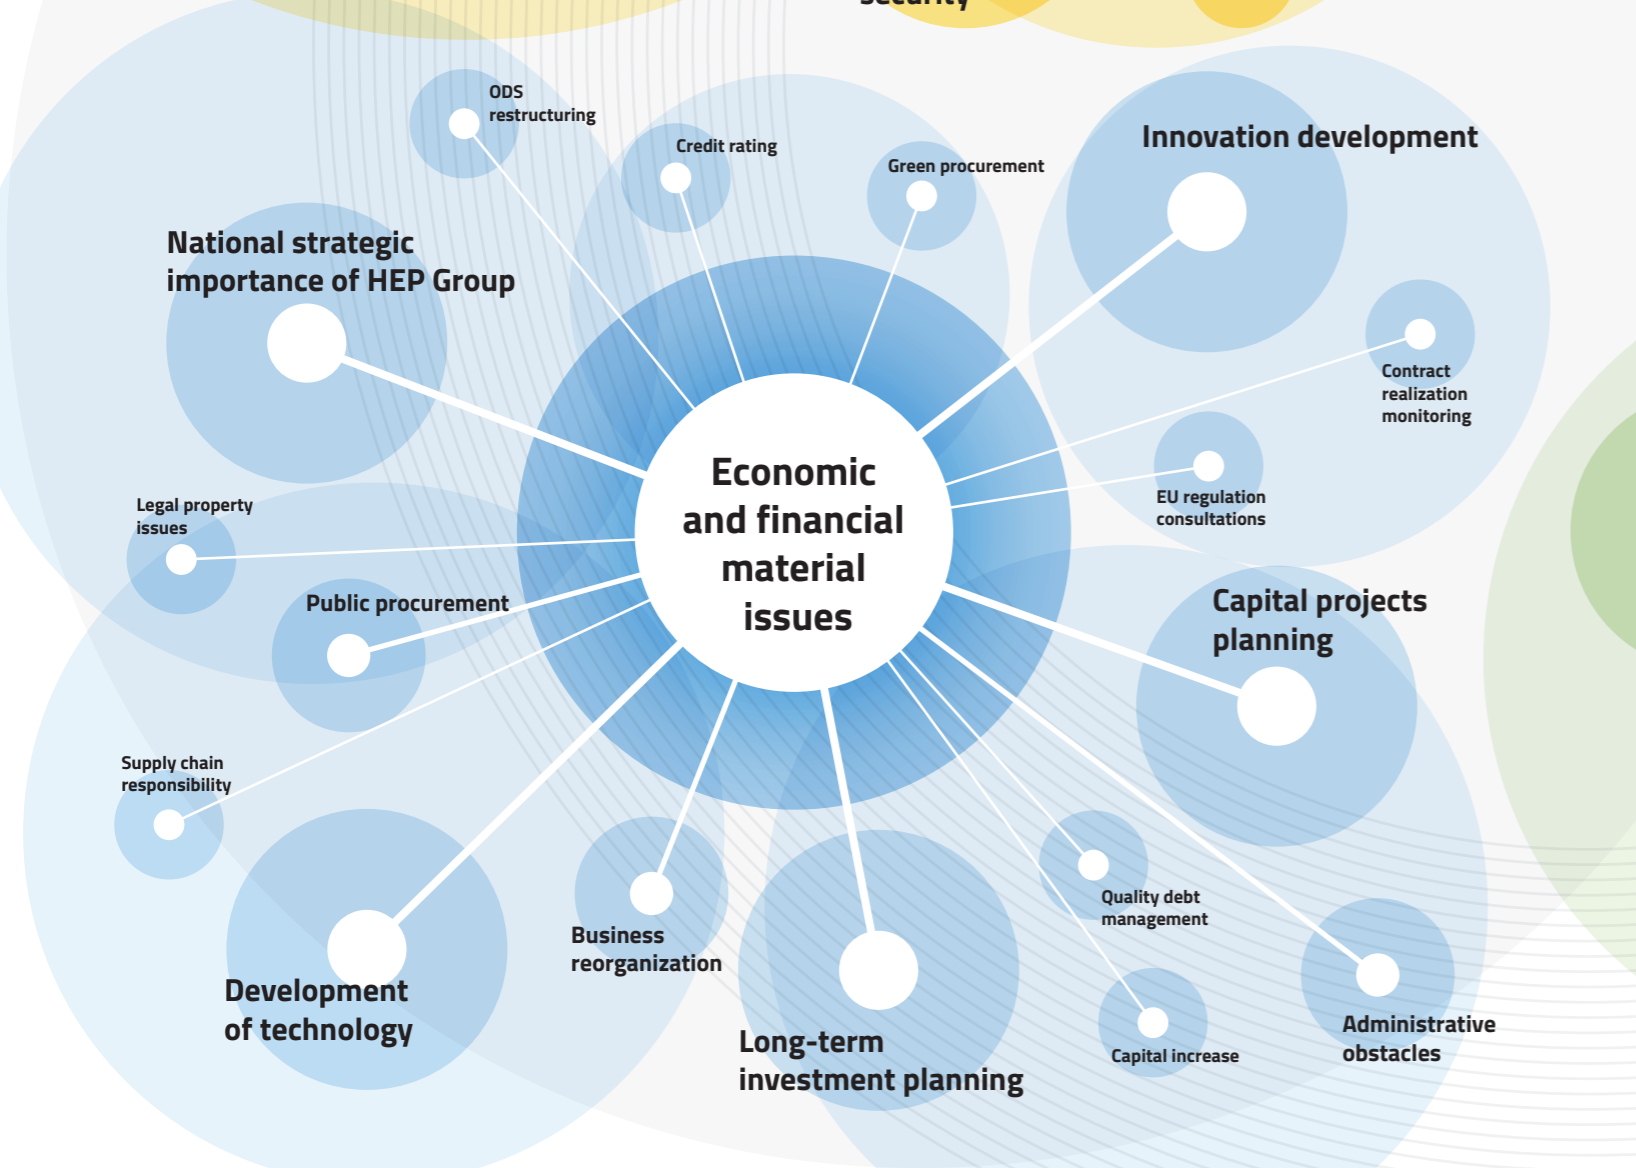 security
ODS
restructuring
Credit rating
Green procurement
Innovation development
National strategic
importance of HEP Group
Contract
realization
monitoring
Economic
and financial
material
issues
EU regulation
consultations
Legal property
issues
Public procurement
Capital projects
planning
Supply chain
responsibility
Quality debt
management
Business
reorganization
Development
of technology
Long-term
investment planning
Capital increase
Administrative
obstacles